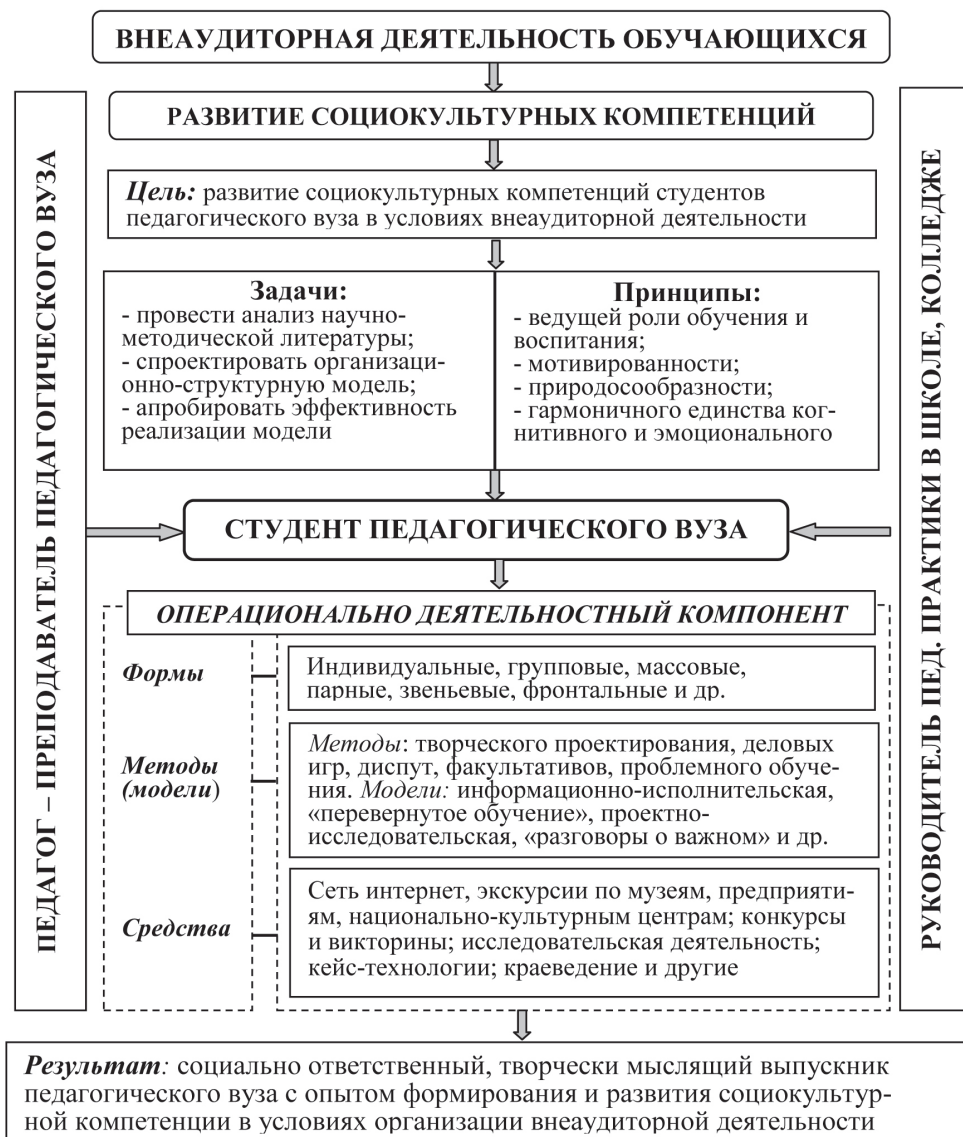 ВНЕАУДИТОРНАЯ ДЕЯТЕЛЬНОСТЬ ОБУЧАЮЩИХСЯ
ПЕДАГОГ – ПРЕПОДАВАТЕЛЬ ПЕДАГОГИЧЕСКОГО ВУЗА
РАЗВИТИЕ СОЦИОКУЛЬТУРНЫХ КОМПЕТЕНЦИЙ
Цель: развитие социокультурных компетенций студентов
педагогического вуза в условиях внеаудиторной деятельности
Задачи:
- провести анализ научно-
методической литературы;
- спроектировать организаци-
онно-структурную модель;
- апробировать эффективность
реализации модели
Принципы:
- ведущей роли обучения и
воспитания;
- мотивированности;
- природосообразности;
- гармоничного единства ког-
нитивного и эмоционального
СТУДЕНТ ПЕДАГОГИЧЕСКОГО ВУЗА
ОПЕРАЦИОНАЛЬНО ДЕЯТЕЛЬНОСТНЫЙ КОМПОНЕНТ
Формы
Индивидуальные, групповые, массовые,
парные, звеньевые, фронтальные и др.
Методы
(модели)
Методы: творческого проектирования, деловых
игр, диспут, факультативов, проблемного обуче-
ния. Модели: информационно-исполнительская,
«перевернутое обучение», проектно-
исследовательская, «разговоры о важном» и др.
Средства
Сеть интернет, экскурсии по музеям, предприяти-
ям, национально-культурным центрам; конкурсы
и викторины; исследовательская деятельность;
кейс-технологии; краеведение и другие
РУКОВОДИТЕЛЬ ПЕД. ПРАКТИКИ В ШКОЛЕ, КОЛЛЕДЖЕ
Результат: социально ответственный, творчески мыслящий выпускник
педагогического вуза с опытом формирования и развития социокультур-
ной компетенции в условиях организации внеаудиторной деятельности